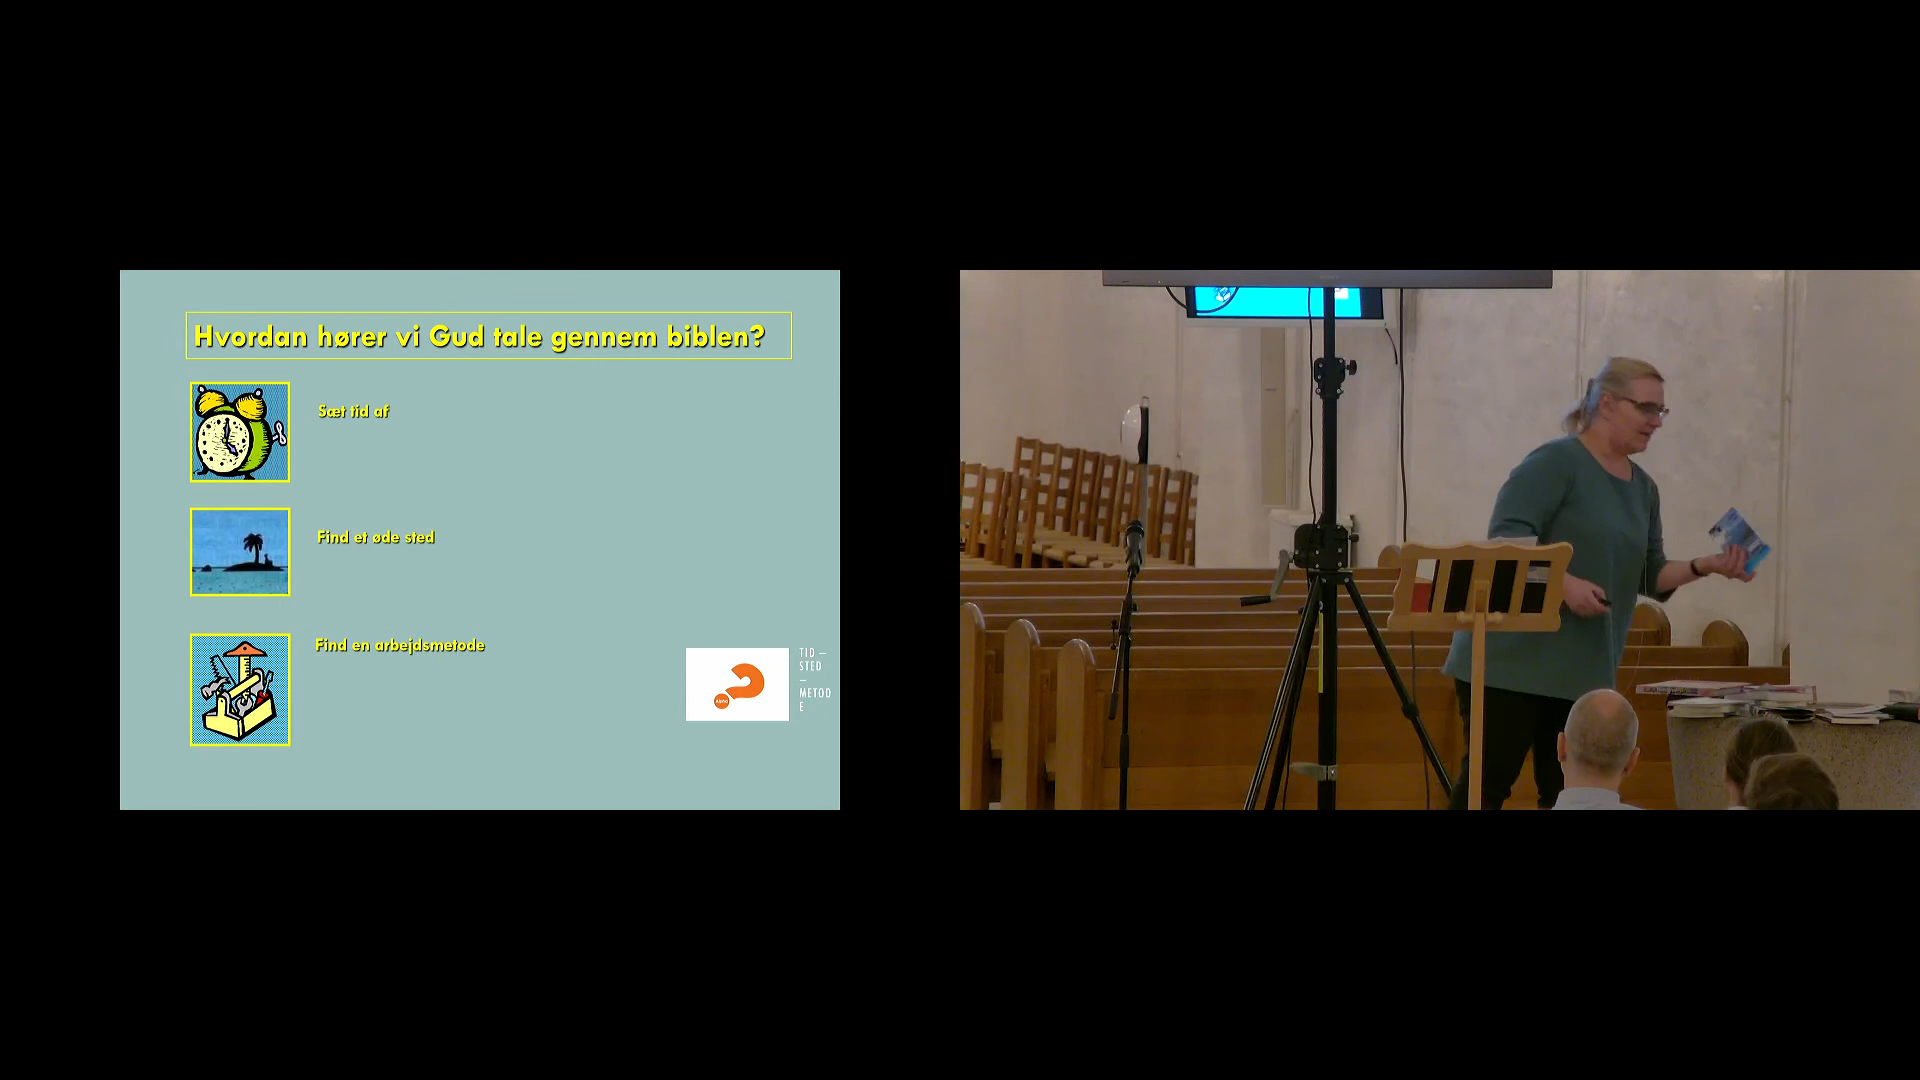 Hvordan hører vi Gud tale gennem biblen?
Sæt tid af
Find et øde sted
Find en arbejdsmetode
Alpha
TID –
STED
–
METOD
E